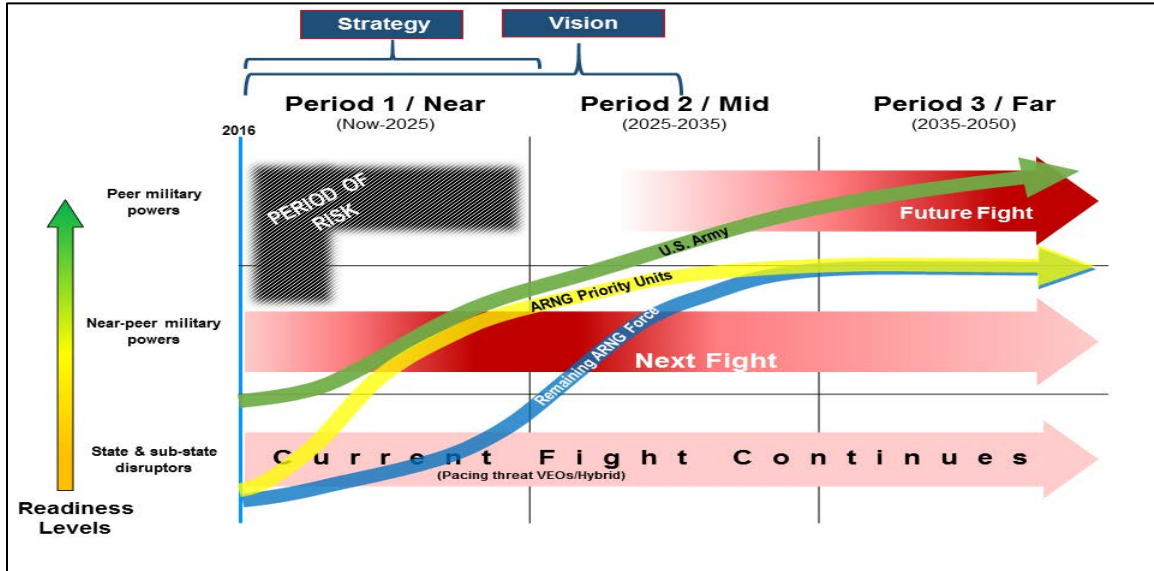 Strategy
Vision
Period 1 / Near
(Now-2025)
Period 2 / Mid
(2025-2035)
Period 3 / Far
(2035-2050)
2016
Peer military
powers
PERIOD OF
RISK
Future Fight
U.S. Army
ARNG Priority Units
Near-peer military
powers
Remaining ARNG Force
Next Fight
State & sub-state
disruptors
Current Fight Continues
(Pacing threat VEOs/Hybrid)
Readiness
Levels